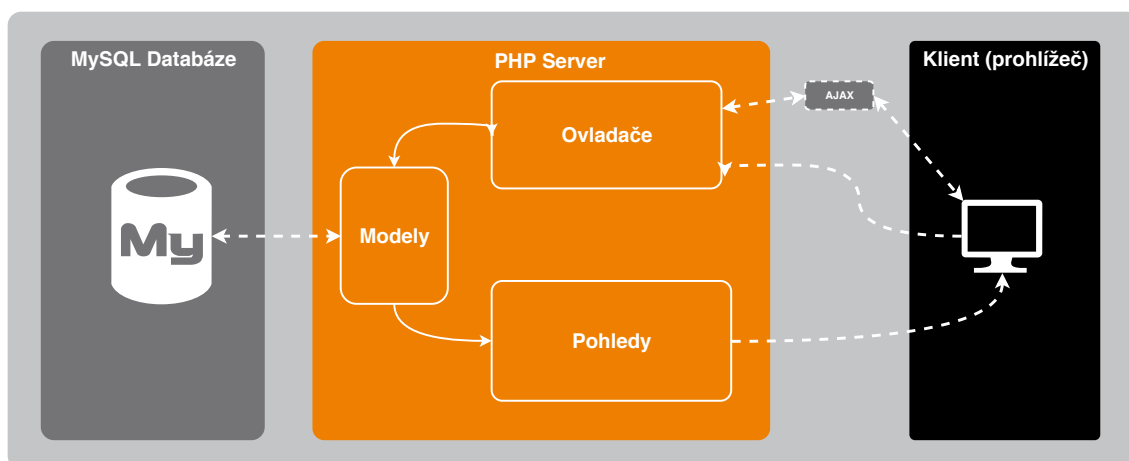 MySQL Databáze
PHP Server
Klient (prohlížeč)
AJAX
Ovladače
My
Modely
Pohledy